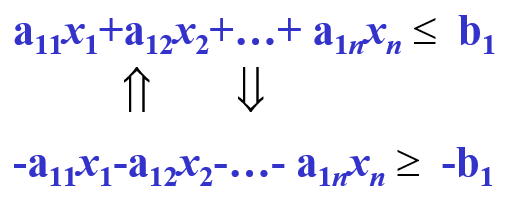 a₁₁x₁+a₁₂x₂+…+ a₁ₙxₙ ≤ b₁
⇑ ⇓
-a₁₁x₁-a₁₂x₂-…- a₁ₙxₙ ≥ -b₁